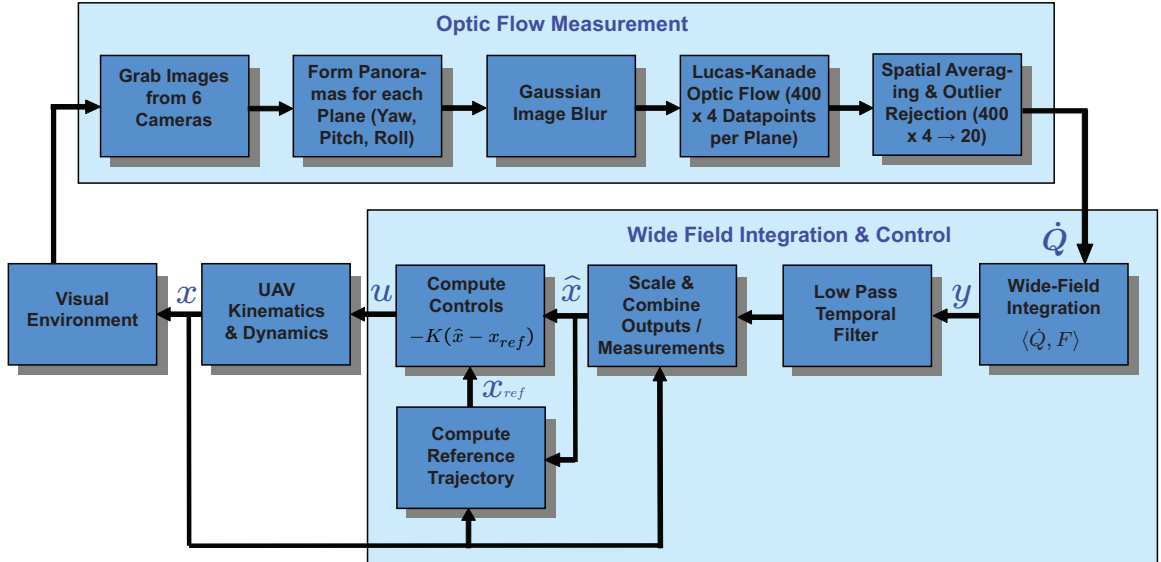 Optic Flow Measurement
Grab Images
from 6
Cameras
Form Panora-
mas for each
Plane (Yaw,
Pitch, Roll)
Gaussian
Image Blur
Lucas-Kanade
Optic Flow (400
x 4 Datapoints
per Plane)
Spatial Averag-
ing & Outlier
Rejection (400
x 4 → 20)
Wide Field Integration & Control
Q̇
Visual
Environment
x
UAV
Kinematics
& Dynamics
u
Compute
Controls
−K(x̂ − x_ref)
x̂
Scale &
Combine
Outputs /
Measurements
Low Pass
Temporal
Filter
y
Wide-Field
Integration
⟨Q̇, F⟩
x_ref
Compute
Reference
Trajectory